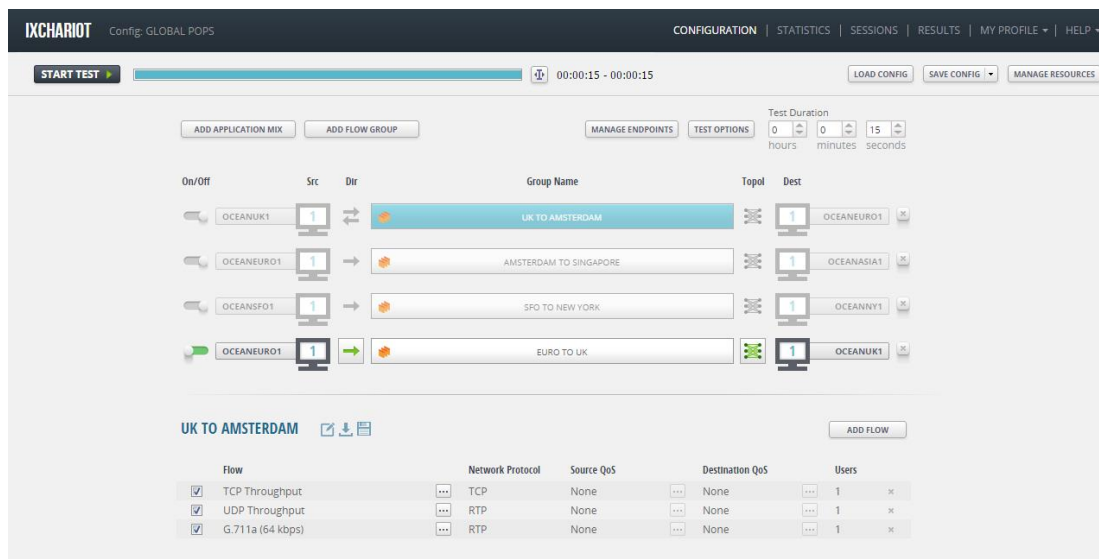 IXCHARIOT Config: GLOBAL POPS CONFIGURATION | STATISTICS | SESSIONS | RESULTS | MY PROFILE | HELP
START TEST 00:00:15 - 00:00:15 LOAD CONFIG SAVE CONFIG MANAGE RESOURCES
Test Duration
ADD APPLICATION MIX ADD FLOW GROUP MANAGE ENDPOINTS TEST OPTIONS 0 0 15
hours minutes seconds
On/Off Src Dir Group Name Topol Dest
OCEANUK1 1 UK TO AMSTERDAM 1 OCEANEURO1
OCEANEURO1 1 AMSTERDAM TO SINGAPORE 1 OCEANASIA1
OCEANSFO1 1 SFO TO NEW YORK 1 OCEANNY1
OCEANEURO1 1 EURO TO UK 1 OCEANUK1
UK TO AMSTERDAM ADD FLOW
Flow Network Protocol Source QoS Destination QoS Users
TCP Throughput ... TCP None ... None ... 1
UDP Throughput ... RTP None ... None ... 1
G.711a (64 kbps) ... RTP None ... None ... 1